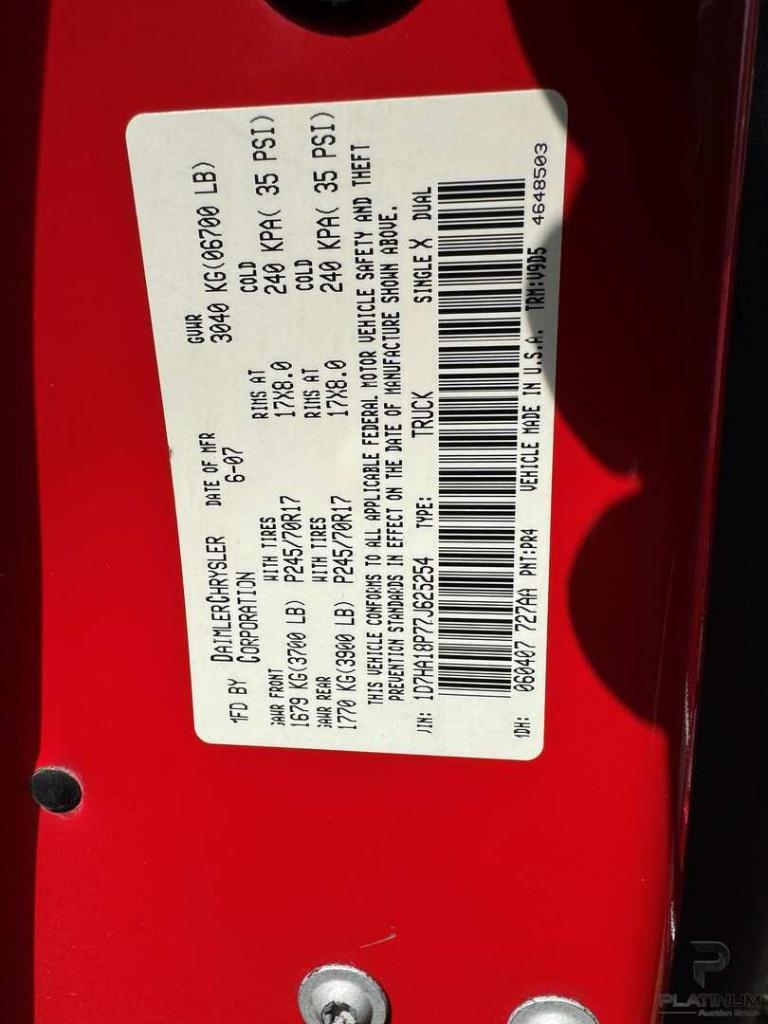 MFD BY DAIMLERCHRYSLER CORPORATION DATE OF MFR 6-07 GVWR 3040 KG(06700 LB)
GAWR FRONT WITH TIRES RIMS AT COLD
1679 KG(3700 LB) P245/70R17 17X8.0 240 KPA( 35 PSI)
GAWR REAR WITH TIRES RIMS AT COLD
1770 KG(3900 LB) P245/70R17 17X8.0 240 KPA( 35 PSI)
THIS VEHICLE CONFORMS TO ALL APPLICABLE FEDERAL MOTOR VEHICLE SAFETY AND THEFT
PREVENTION STANDARDS IN EFFECT ON THE DATE OF MANUFACTURE SHOWN ABOVE.
VIN: 1D7HA18P77J625254 TYPE: TRUCK SINGLE X DUAL
MDH: 060407 727AA PNT:PR4 VEHICLE MADE IN U.S.A. TRM:V9D5 4648503
PLATINUM
Auction Group